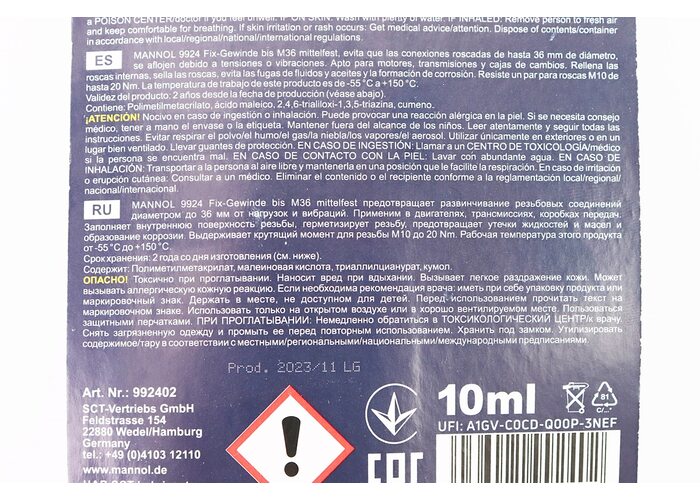 a POISON CENTER/doctor if you feel unwell. IF ON SKIN: Wash with plenty of water. IF INHALED: Remove person to fresh air
and keep comfortable for breathing. If skin irritation or rash occurs: Get medical advice/attention. Dispose of contents/container
in accordance with local/regional/national/international regulations.
ES MANNOL 9924 Fix-Gewinde bis M36 mittelfest, evita que las conexiones roscadas de hasta 36 mm de diámetro,
se aflojen debido a tensiones o vibraciones. Apto para motores, transmisiones y cajas de cambios. Rellena las
roscas internas, sella las roscas, evita las fugas de fluidos y aceites y la formación de corrosión. Resiste un par para roscas M10 de
hasta 20 Nm. La temperatura de trabajo de este producto es de -55 °C a +150 °C.
Validez del producto: 2 años desde la fecha de producción (véase abajo).
Contiene: Polimetilmetacrilato, ácido maleico, 2,4,6-trialiloxi-1,3,5-triazina, cumeno.
¡ATENCIÓN! Nocivo en caso de ingestión o inhalación. Puede provocar una reacción alérgica en la piel. Si se necesita consejo
médico, tener a mano el envase o la etiqueta. Mantener fuera del alcance de los niños. Leer atentamente y seguir todas las
instrucciones. Evitar respirar el polvo/el humo/el gas/la niebla/los vapores/el aerosol. Utilizar únicamente en exteriores o en un
lugar bien ventilado. Llevar guantes de protección. EN CASO DE INGESTIÓN: Llamar a un CENTRO DE TOXICOLOGÍA/médico
si la persona se encuentra mal. EN CASO DE CONTACTO CON LA PIEL: Lavar con abundante agua. EN CASO DE
INHALACIÓN: Transportar a la persona al aire libre y mantenerla en una posición que le facilite la respiración. En caso de irritación
o erupción cutánea: Consultar a un médico. Eliminar el contenido o el recipiente conforme a la reglamentación local/regional/
nacional/internacional.
RU MANNOL 9924 Fix-Gewinde bis M36 mittelfest предотвращает развинчивание резьбовых соединений
диаметром до 36 мм от нагрузок и вибраций. Применим в двигателях, трансмиссиях, коробках передач.
Заполняет внутреннюю поверхность резьбы, герметизирует резьбу, предотвращает утечки жидкостей и масел и
образование коррозии. Выдерживает крутящий момент для резьбы M10 до 20 Nm. Рабочая температура этого продукта
от -55 °C до +150 °C.
Срок хранения: 2 года со дня изготовления (см. ниже).
Содержит: Полиметилметакрилат, малеиновая кислота, триаллилцианурат, кумол.
ОПАСНО! Токсично при проглатывании. Наносит вред при вдыхании. Вызывает легкое раздражение кожи. Может
вызывать аллергическую кожную реакцию. Если необходима рекомендация врача: иметь при себе упаковку продукта или
маркировочный знак. Держать в месте, не доступном для детей. Перед использованием прочитать текст на
маркировочном знаке. Использовать только на открытом воздухе или в хорошо вентилируемом месте. Пользоваться
защитными перчатками. ПРИ ПРОГЛАТЫВАНИИ: Немедленно обратиться в ТОКСИКОЛОГИЧЕСКИЙ ЦЕНТР/к врачу.
Снять загрязненную одежду и промыть ее перед повторным использованием. Хранить под замком. Утилизировать
содержимое/тару в соответствии с местными/региональными/национальными/международными предписаниями.
Prod. 2023/11 LG
Art. Nr.: 992402
SCT-Vertriebs GmbH
Feldstrasse 154
22880 Wedel/Hamburg
Germany
tel.: +49 (0)4103 12110
www.mannol.de
10ml
81
C/...
UFI: A1GV-C0CD-Q00P-3NEF
EAC